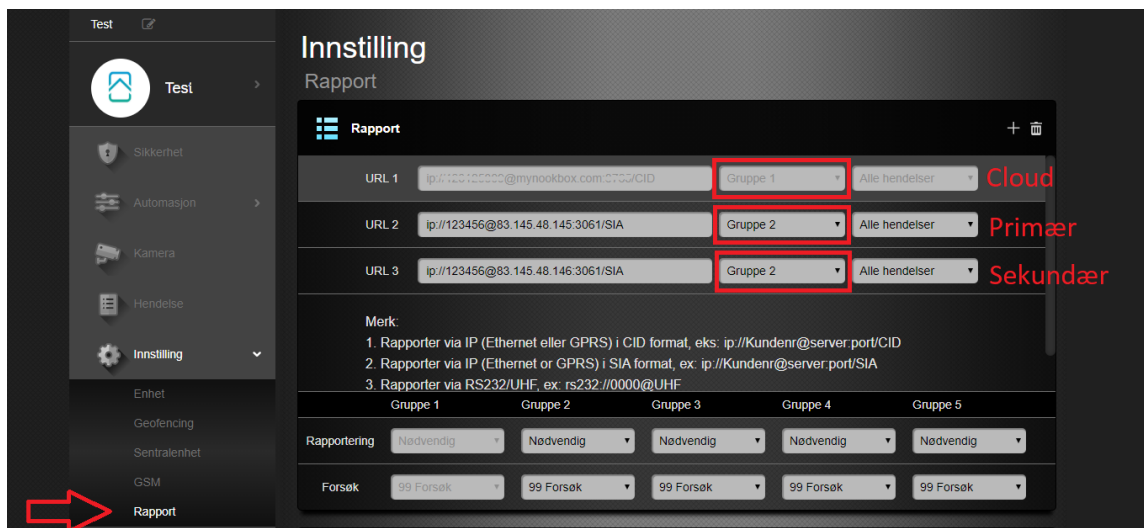 Test
Test
Sikkerhet
Automasjon
Kamera
Hendelse
Innstilling
Enhet
Geofencing
Sentralenhet
GSM
Rapport
Innstilling
Rapport
Rapport
URL 1 @mynookbox.com: /CID Gruppe 1 Alle hendelser Cloud
URL 2 ip://123456@83.145.48.145:3061/SIA Gruppe 2 Alle hendelser Primær
URL 3 ip://123456@83.145.48.146:3061/SIA Gruppe 2 Alle hendelser Sekundær
Merk:
1. Rapporter via IP (Ethernet eller GPRS) i CID format, eks: ip://Kundenr@server:port/CID
2. Rapporter via IP (Ethernet or GPRS) i SIA format, ex: ip://Kundenr@server:port/SIA
3. Rapporter via RS232/UHF, ex: rs232://0000@UHF
Gruppe 1 Gruppe 2 Gruppe 3 Gruppe 4 Gruppe 5
Rapportering Nødvendig Nødvendig Nødvendig Nødvendig Nødvendig
Forsøk 99 Forsøk 99 Forsøk 99 Forsøk 99 Forsøk 99 Forsøk